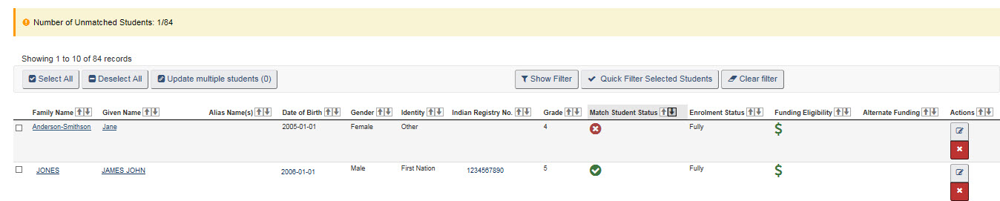 Number of Unmatched Students: 1/84
Showing 1 to 10 of 84 records
Select All Deselect All Update multiple students (0) Show Filter Quick Filter Selected Students Clear filter
Family Name Given Name Alias Name(s) Date of Birth Gender Identity Indian Registry No. Grade Match Student Status Enrolment Status Funding Eligibility Alternate Funding Actions
Anderson-Smithson Jane 2005-01-01 Female Other 4 Fully $
JONES JAMES JOHN 2006-01-01 Male First Nation 1234567890 5 Fully $